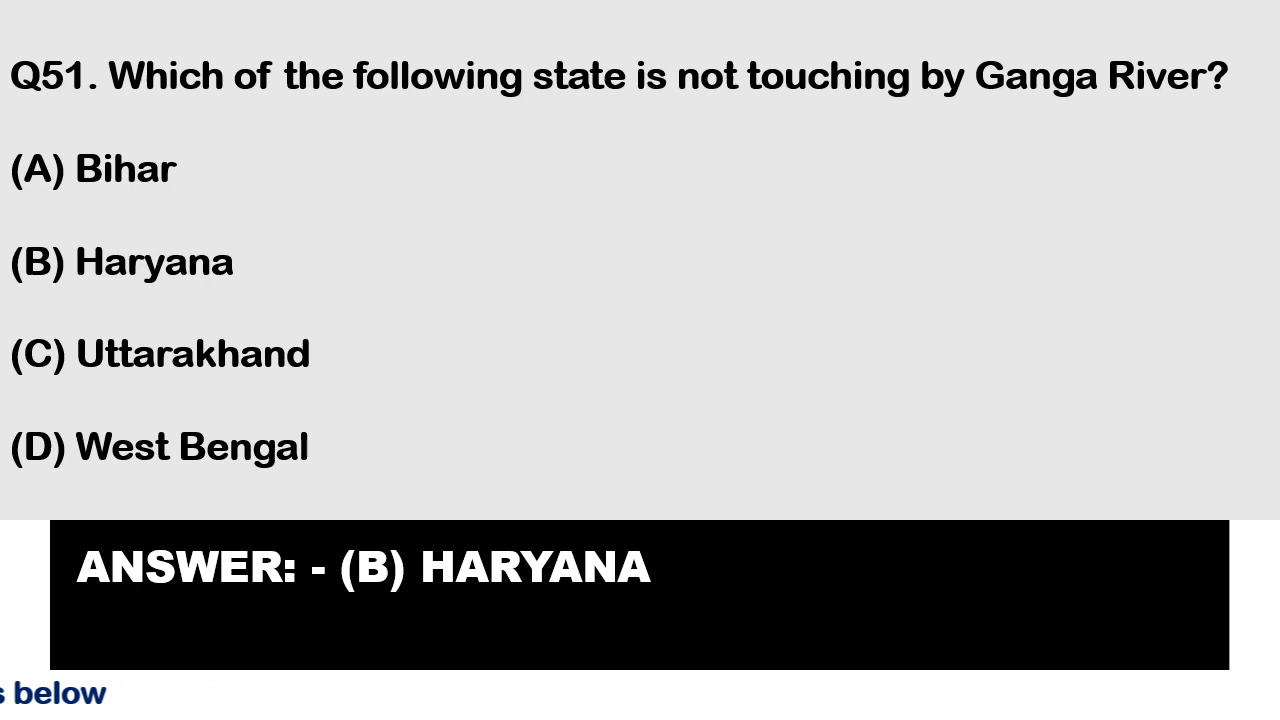 Q51. Which of the following state is not touching by Ganga River?
(A) Bihar
(B) Haryana
(C) Uttarakhand
(D) West Bengal
ANSWER: - (B) HARYANA
below